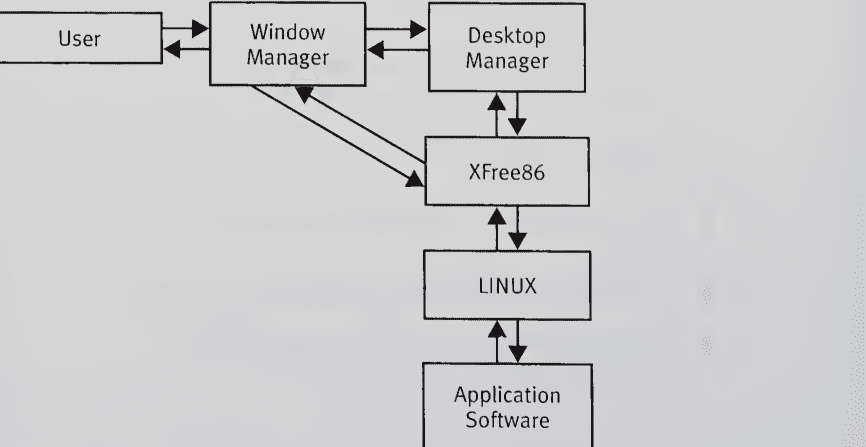 User
Window
Manager
Desktop
Manager
XFree86
LINUX
Application
Software